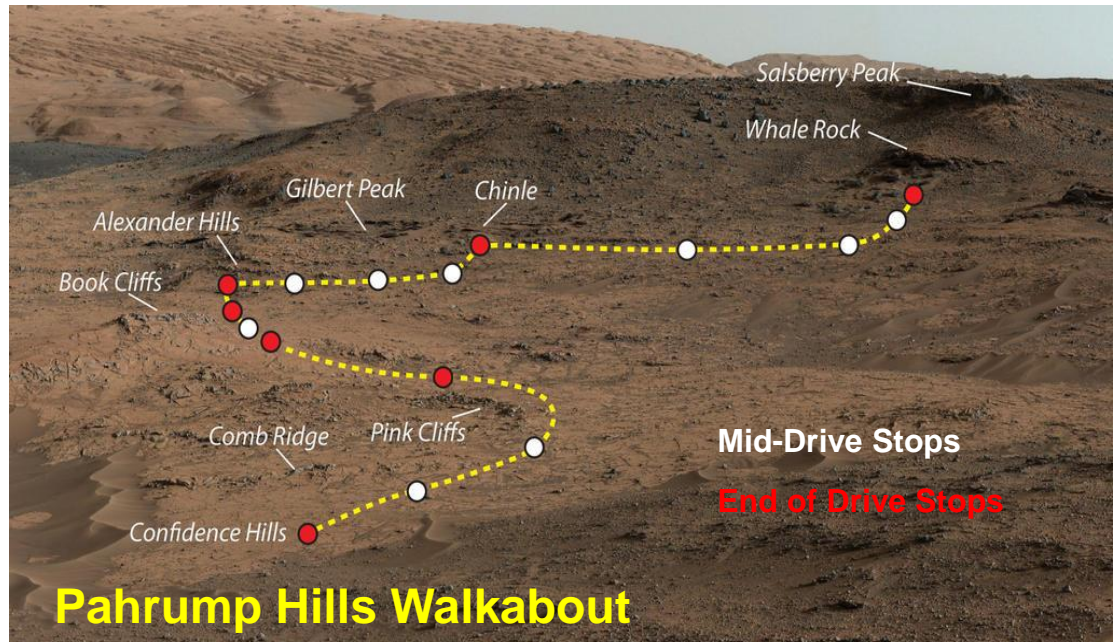 Salsberry Peak
Whale Rock
Gilbert Peak
Chinle
Alexander Hills
Book Cliffs
Pink Cliffs
Comb Ridge
Mid-Drive Stops
End of Drive Stops
Confidence Hills
Pahrump Hills Walkabout